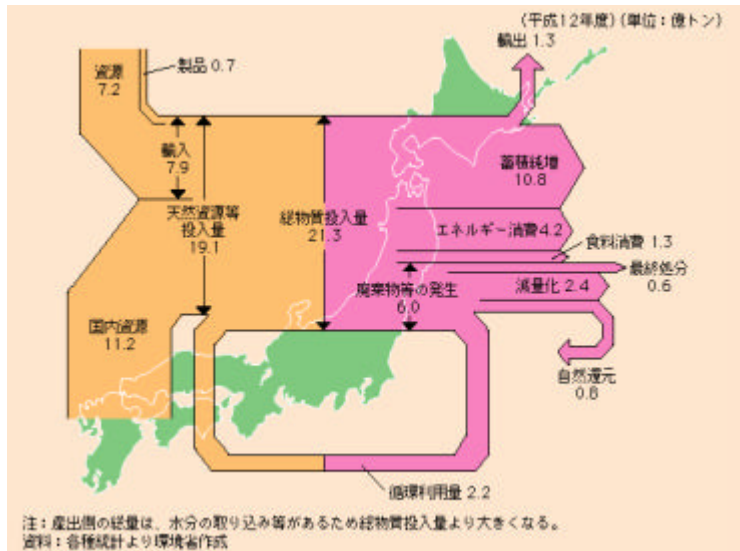 (平成12年度)(単位：億トン)
輸出 1.3
資源
7.2
製品 0.7
輸入
7.9
蓄積純増
10.8
天然資源等
投入量
19.1
総物質投入量
21.3
エネルギー消費4.2
食料消費 1.3
廃棄物等の発生
6.0
減量化 2.4
最終処分
0.6
国内資源
11.2
自然還元
0.8
循環利用量 2.2
注：産出側の総量は、水分の取り込み等があるため総物質投入量より大きくなる。
資料：各種統計より環境省作成